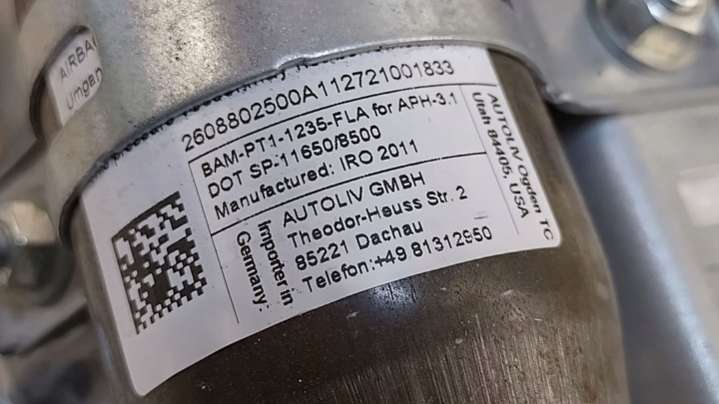 AIRBAG
Umgan
2608802500A112721001833
BAM-PT1-1235-FLA for APH-3.1
DOT SP-11650/8500
Manufactured: IRO 2011
AUTOLIV Ogden TC
Utah 84405, USA
Importer in
Germany:
AUTOLIV GMBH
Theodor-Heuss Str. 2
85221 Dachau
Telefon:+49 81312950